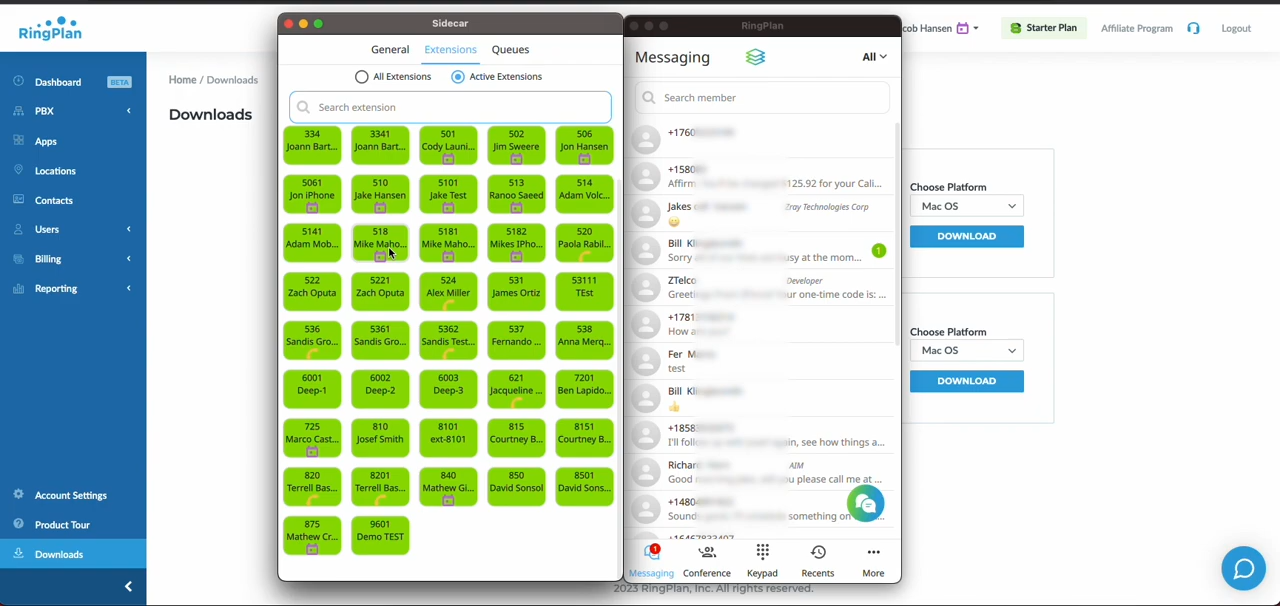 RingPlan
Dashboard BETA
PBX
Apps
Locations
Contacts
Users
Billing
Reporting
Account Settings
Product Tour
Downloads
Home / Downloads
Downloads
Sidecar
General Extensions Queues
All Extensions Active Extensions
Search extension
334 3341 501 502 506
Joann Bart... Joann Bart... Cody Launi... Jim Sweere Jon Hansen
5061 510 5101 513 514
Jon iPhone Jake Hansen Jake Test Ranoo Saeed Adam Volc...
5141 518 5181 5182 520
Adam Mob... Mike Maho... Mike Maho... Mikes IPho... Paola Rabil...
522 5221 524 531 53111
Zach Oputa Zach Oputa Alex Miller James Ortiz TEst
536 5361 5362 537 538
Sandis Gro... Sandis Gro... Sandis Test... Fernando ... Anna Merq...
6001 6002 6003 621 7201
Deep-1 Deep-2 Deep-3 Jacqueline ... Ben Lapido...
725 810 8101 815 8151
Marco Cast... Josef Smith ext-8101 Courtney B... Courtney B...
820 8201 840 850 8501
Terrell Bas... Terrell Bas... Mathew Gi... David Sonsol David Sons...
875 9601
Mathew Cr... Demo TEST
RingPlan
Messaging All
Search member
+1760
+1580
Affirm 125.92 for your Cali...
Jakes Zray Technologies Corp
Bill
Sorry at the mom... 1
ZTelco Developer
one-time code is: ...
+1781
How
Fer
test
Bill
+1858
I'll in, see how things a...
Richar AIM
Good you please call me at ...
+1480
Sound something on
1
Messaging Conference Keypad Recents More
cob Hansen Starter Plan Affiliate Program Logout
Choose Platform
Mac OS
DOWNLOAD
Choose Platform
Mac OS
DOWNLOAD
2023 RingPlan, Inc. All rights reserved.